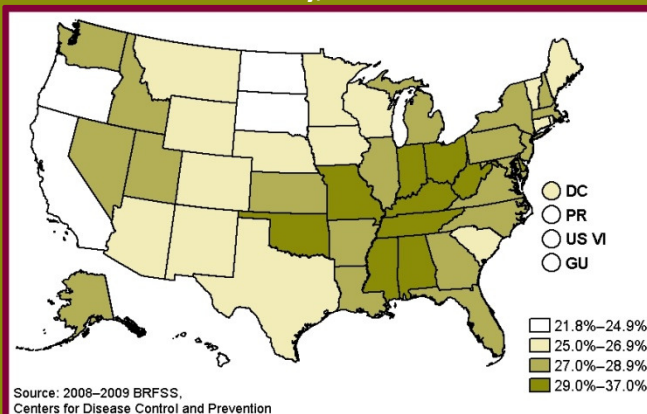 DC
PR
US VI
GU
21.8%–24.9%
25.0%–26.9%
27.0%–28.9%
29.0%–37.0%
Source: 2008–2009 BRFSS,
Centers for Disease Control and Prevention